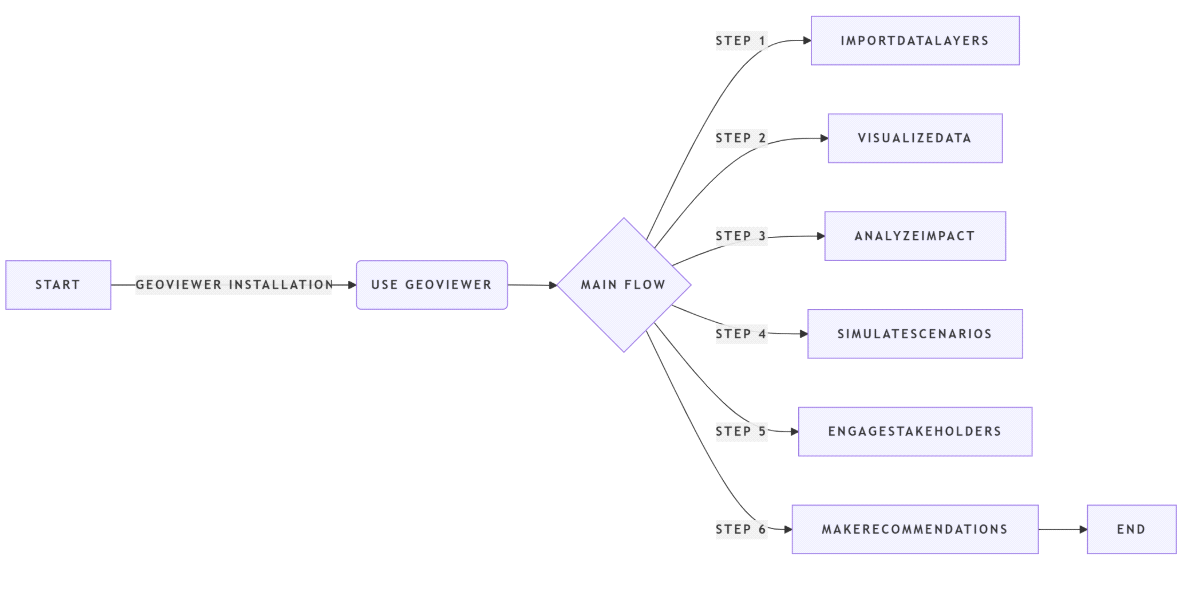 START
GEOVIEWER INSTALLATION
USE GEOVIEWER
MAIN FLOW
STEP 1
IMPORTDATALAYERS
STEP 2
VISUALIZEDATA
STEP 3
ANALYZEIMPACT
STEP 4
SIMULATESCENARIOS
STEP 5
ENGAGESTAKEHOLDERS
STEP 6
MAKERECOMMENDATIONS
END